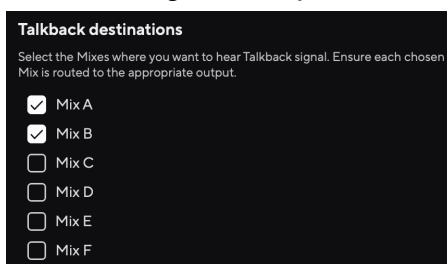 Talkback destinations
Select the Mixes where you want to hear Talkback signal. Ensure each chosen
Mix is routed to the appropriate output.
Mix A
Mix B
Mix C
Mix D
Mix E
Mix F